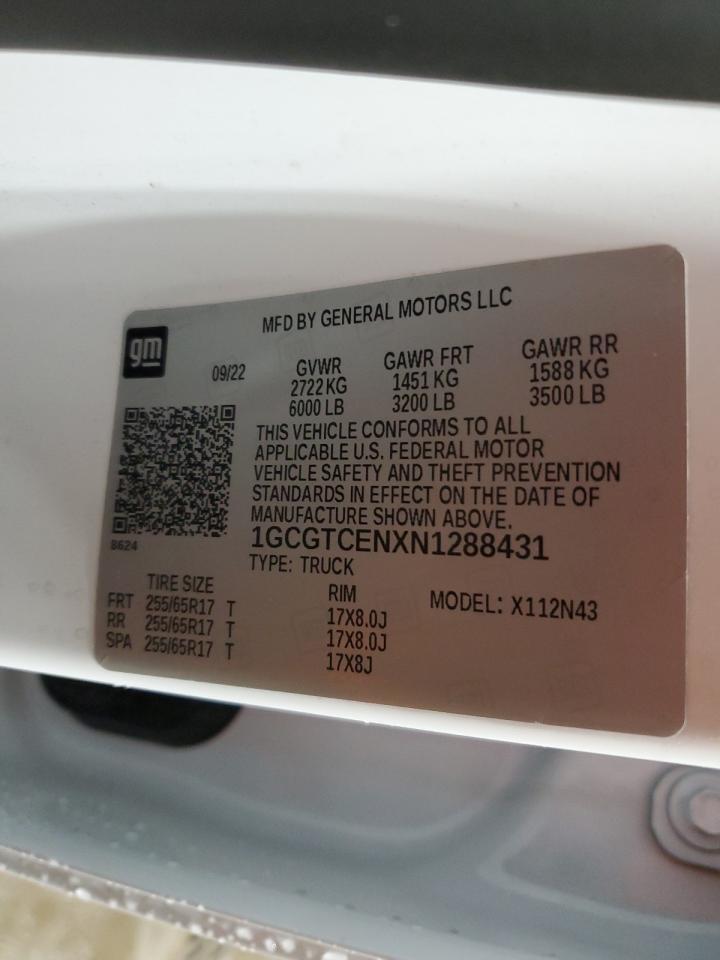 MFD BY GENERAL MOTORS LLC
gm
09/22
GVWR GAWR FRT GAWR RR
2722 KG 1451 KG 1588 KG
6000 LB 3200 LB 3500 LB
THIS VEHICLE CONFORMS TO ALL
APPLICABLE U.S. FEDERAL MOTOR
VEHICLE SAFETY AND THEFT PREVENTION
STANDARDS IN EFFECT ON THE DATE OF
MANUFACTURE SHOWN ABOVE.
8624
1GCGTCENXN1288431
TYPE: TRUCK
TIRE SIZE RIM MODEL: X112N43
FRT 255/65R17 T 17X8.0J
RR 255/65R17 T 17X8.0J
SPA 255/65R17 T 17X8J